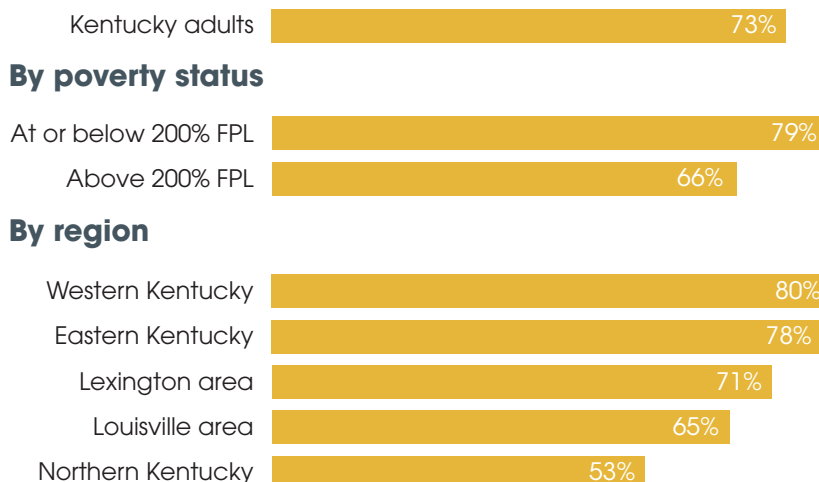 Kentucky adults 73%
By poverty status
At or below 200% FPL 79%
Above 200% FPL 66%
By region
Western Kentucky 80%
Eastern Kentucky 78%
Lexington area 71%
Louisville area 65%
Northern Kentucky 53%